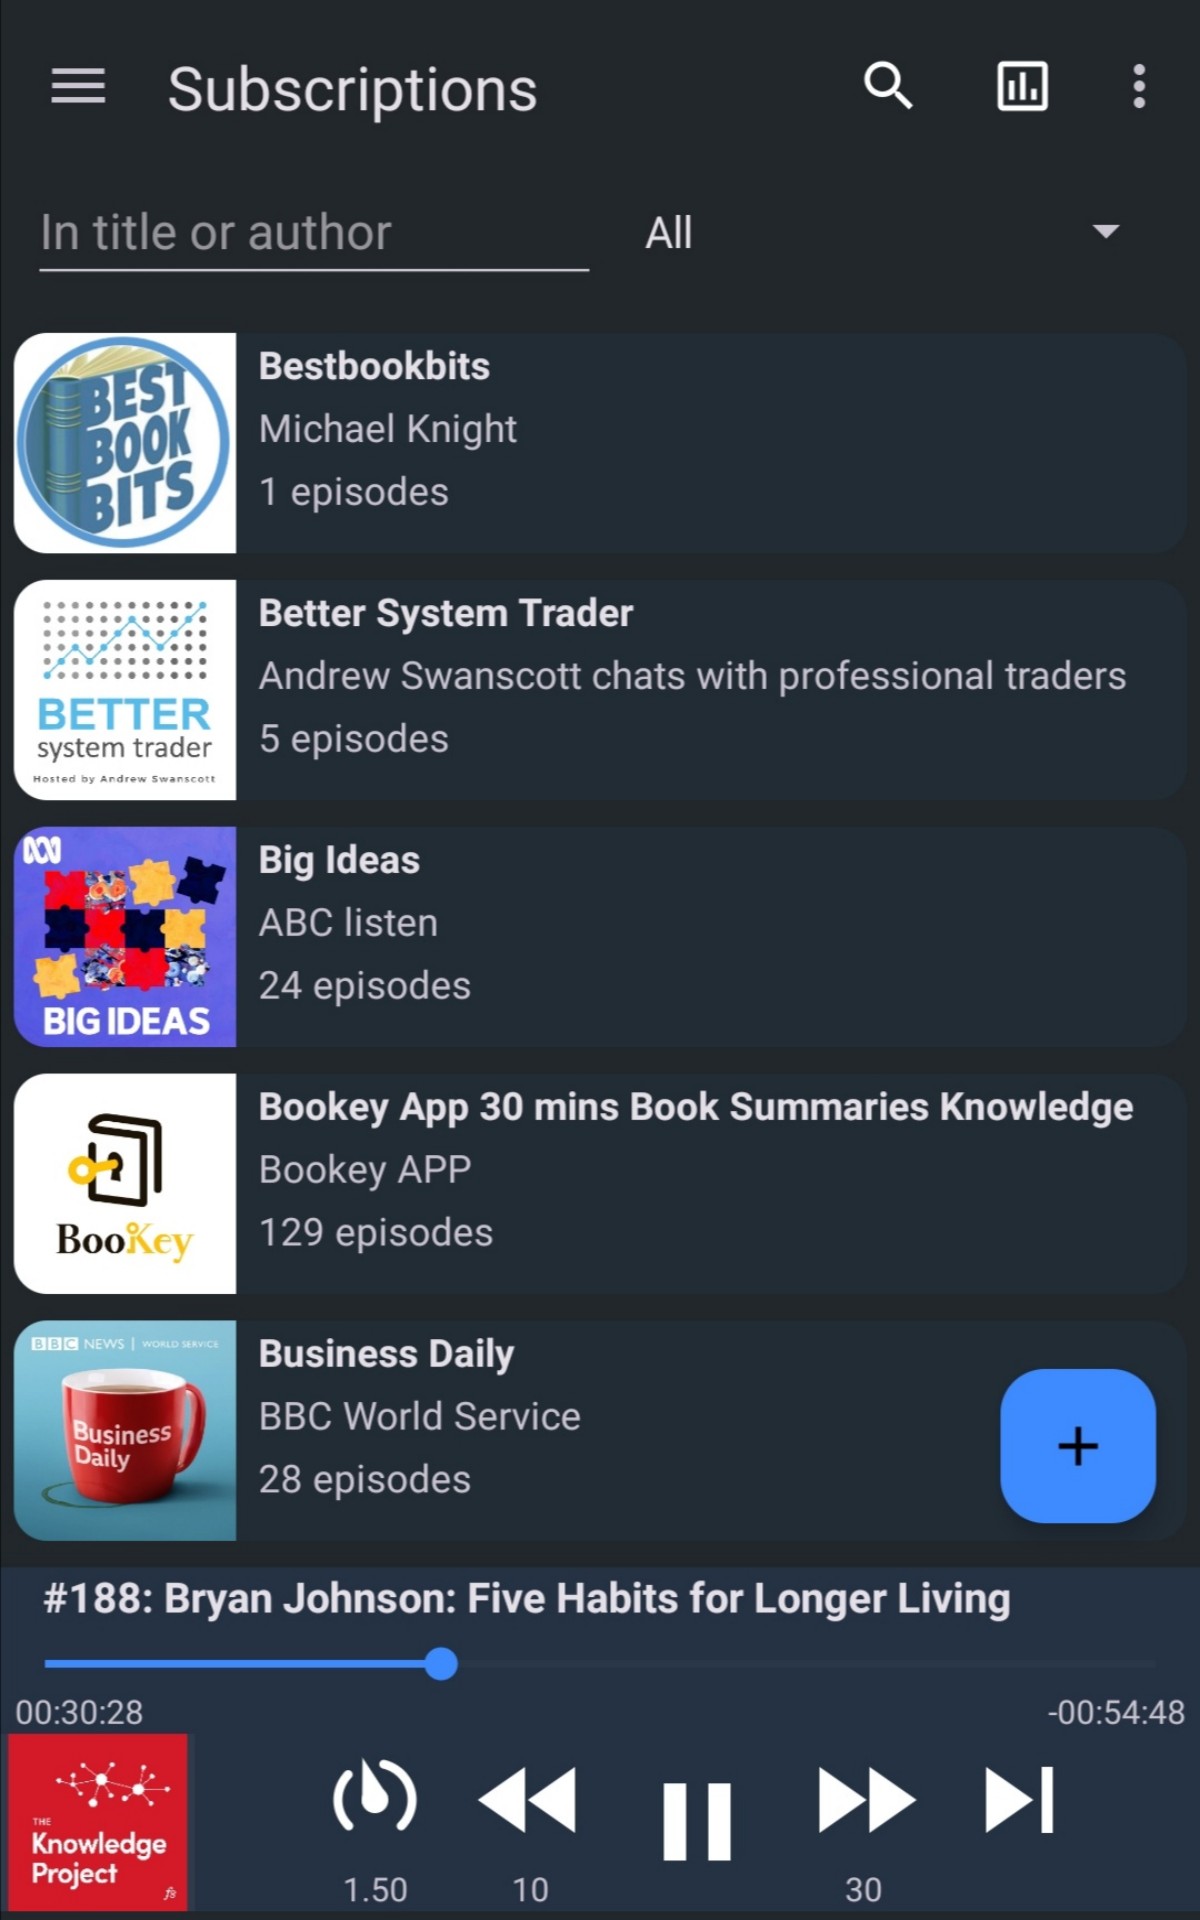 Subscriptions
In title or author
All
BEST
BOOK
BITS
Bestbookbits
Michael Knight
1 episodes
BETTER
system trader
Hosted by Andrew Swanscott
Better System Trader
Andrew Swanscott chats with professional traders
5 episodes
BIG IDEAS
Big Ideas
ABC listen
24 episodes
BooKey
Bookey App 30 mins Book Summaries Knowledge
Bookey APP
129 episodes
BBC NEWS | WORLD SERVICE
Business
Daily
Business Daily
BBC World Service
28 episodes
+
#188: Bryan Johnson: Five Habits for Longer Living
00:30:28
-00:54:48
THE
Knowledge
Project
fs
1.50
10
30